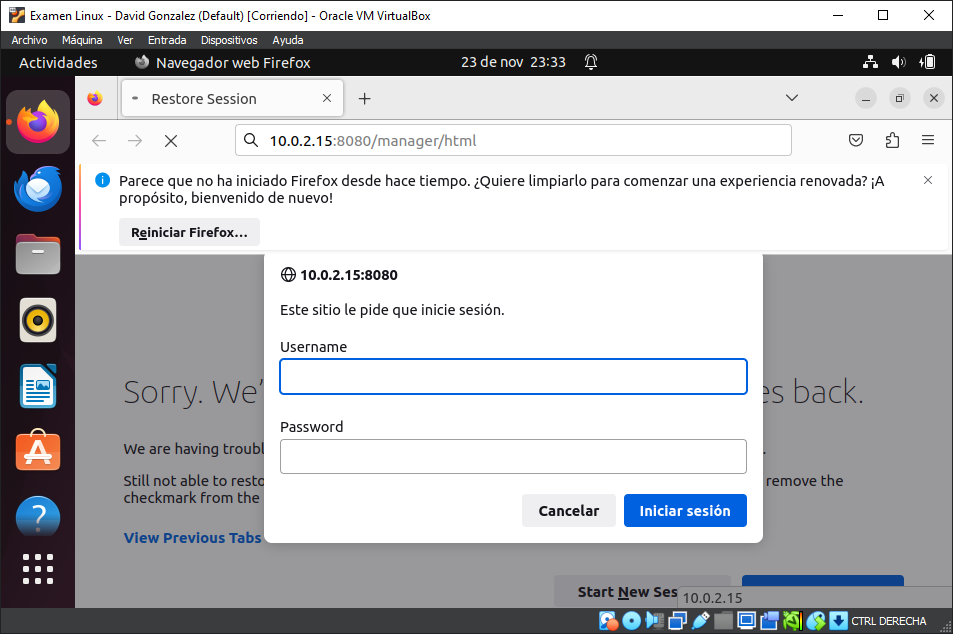 Examen Linux - David Gonzalez (Default) [Corriendo] - Oracle VM VirtualBox
Archivo Máquina Ver Entrada Dispositivos Ayuda
Actividades Navegador web Firefox 23 de nov 23:33
Restore Session
10.0.2.15:8080/manager/html
Parece que no ha iniciado Firefox desde hace tiempo. ¿Quiere limpiarlo para comenzar una experiencia renovada? ¡A
propósito, bienvenido de nuevo!
Reiniciar Firefox…
10.0.2.15:8080
Este sitio le pide que inicie sesión.
Username
Sorry. We' es back.
Password
We are having troubl
Still not able to resto remove the
checkmark from the
Cancelar Iniciar sesión
View Previous Tabs
Start New Ses
10.0.2.15
CTRL DERECHA